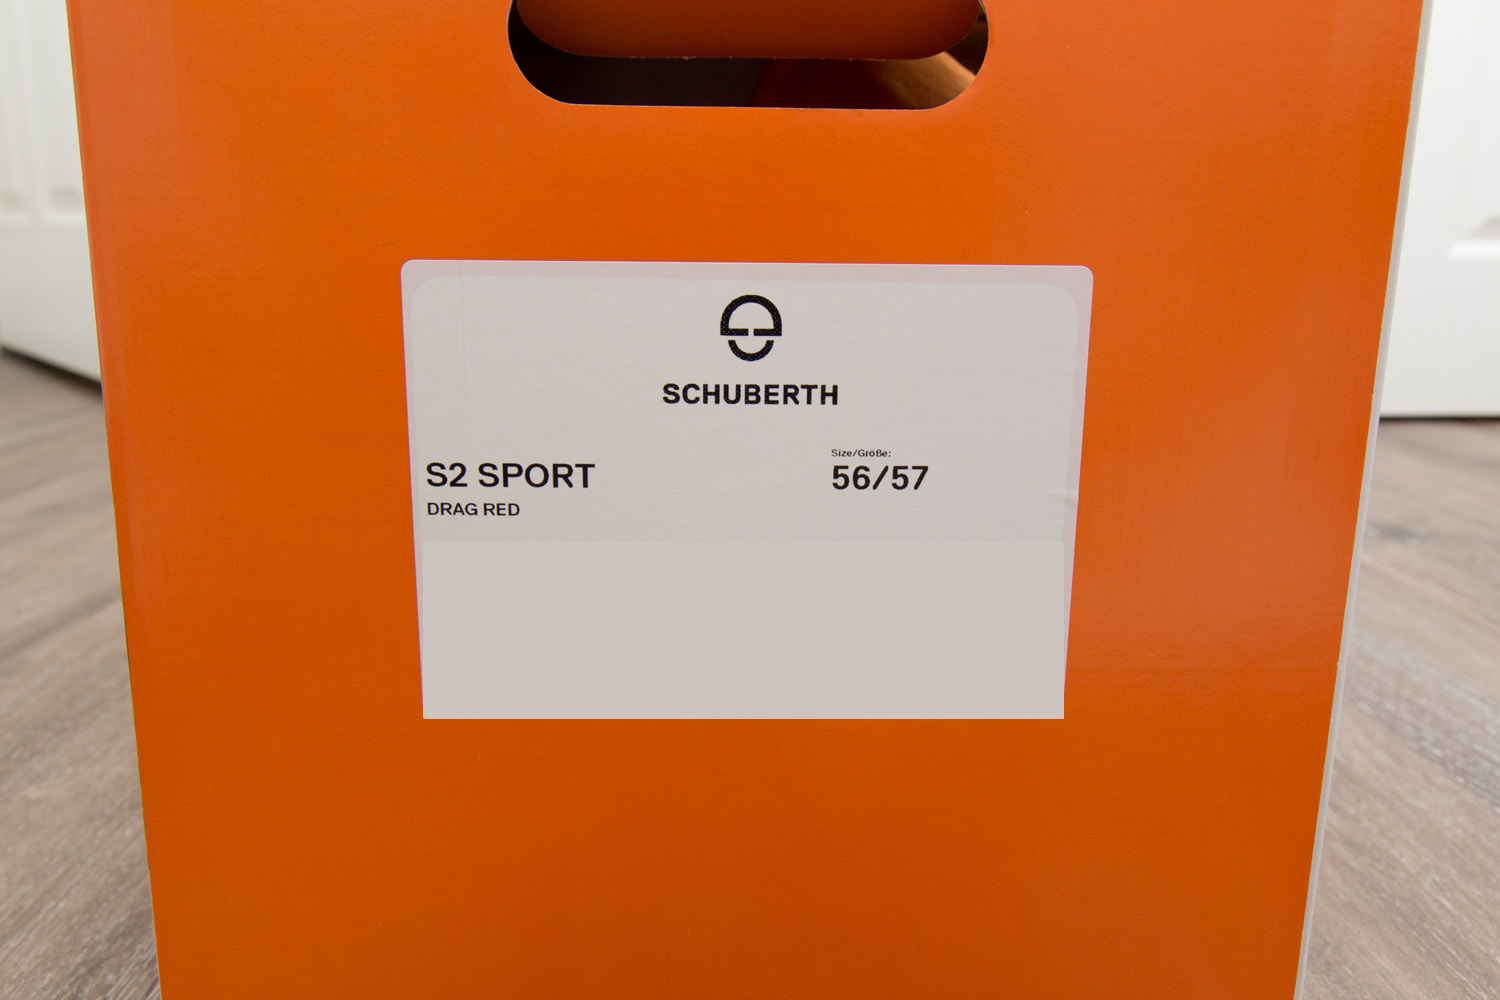 SCHUBERTH
S2 SPORT
DRAG RED
Size/Größe:
56/57